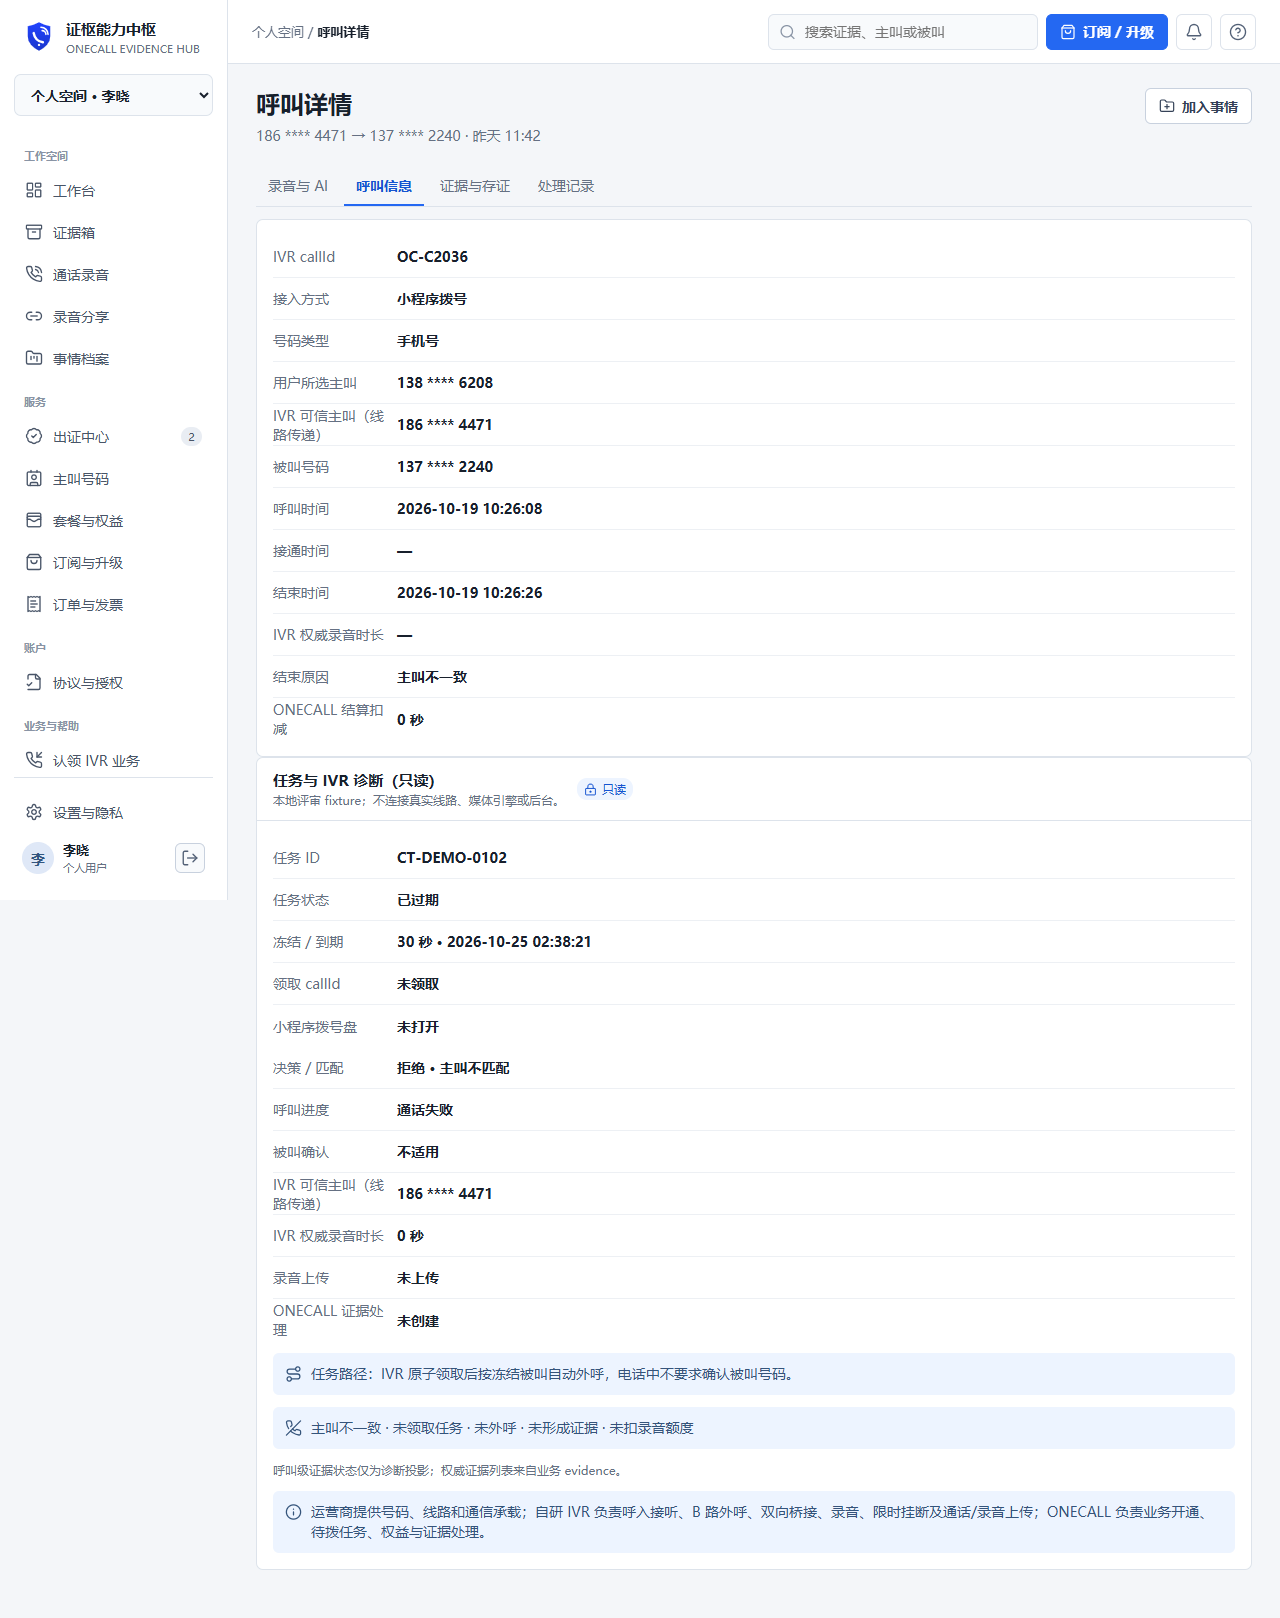 证枢能力中枢
ONECALL EVIDENCE HUB
个人空间 • 李晓
工作空间
工作台
证据箱
通话录音
录音分享
事情档案
服务
出证中心 2
主叫号码
套餐与权益
订阅与升级
订单与发票
账户
协议与授权
业务与帮助
认领 IVR 业务
设置与隐私
李
李晓
个人用户
个人空间 / 呼叫详情
搜索证据、主叫或被叫
订阅 / 升级
呼叫详情
186 **** 4471 → 137 **** 2240 · 昨天 11:42
加入事情
录音与 AI 呼叫信息 证据与存证 处理记录
IVR callId OC-C2036
接入方式 小程序拨号
号码类型 手机号
用户所选主叫 138 **** 6208
IVR 可信主叫（线
路传递） 186 **** 4471
被叫号码 137 **** 2240
呼叫时间 2026-10-19 10:26:08
接通时间 —
结束时间 2026-10-19 10:26:26
IVR 权威录音时长 —
结束原因 主叫不一致
ONECALL 结算扣
减 0 秒
任务与 IVR 诊断（只读）
本地评审 fixture；不连接真实线路、媒体引擎或后台。
只读
任务 ID CT-DEMO-0102
任务状态 已过期
冻结 / 到期 30 秒 • 2026-10-25 02:38:21
领取 callId 未领取
小程序拨号盘 未打开
决策 / 匹配 拒绝 • 主叫不匹配
呼叫进度 通话失败
被叫确认 不适用
IVR 可信主叫（线
路传递） 186 **** 4471
IVR 权威录音时长 0 秒
录音上传 未上传
ONECALL 证据处
理 未创建
任务路径：IVR 原子领取后按冻结被叫自动外呼，电话中不要求确认被叫号码。
主叫不一致 · 未领取任务 · 未外呼 · 未形成证据 · 未扣录音额度
呼叫级证据状态仅为诊断投影；权威证据列表来自业务 evidence。
运营商提供号码、线路和通信承载；自研 IVR 负责呼入接听、B 路外呼、双向桥接、录音、限时挂断及通话/录音上传；ONECALL 负责业务开通、
待拨任务、权益与证据处理。